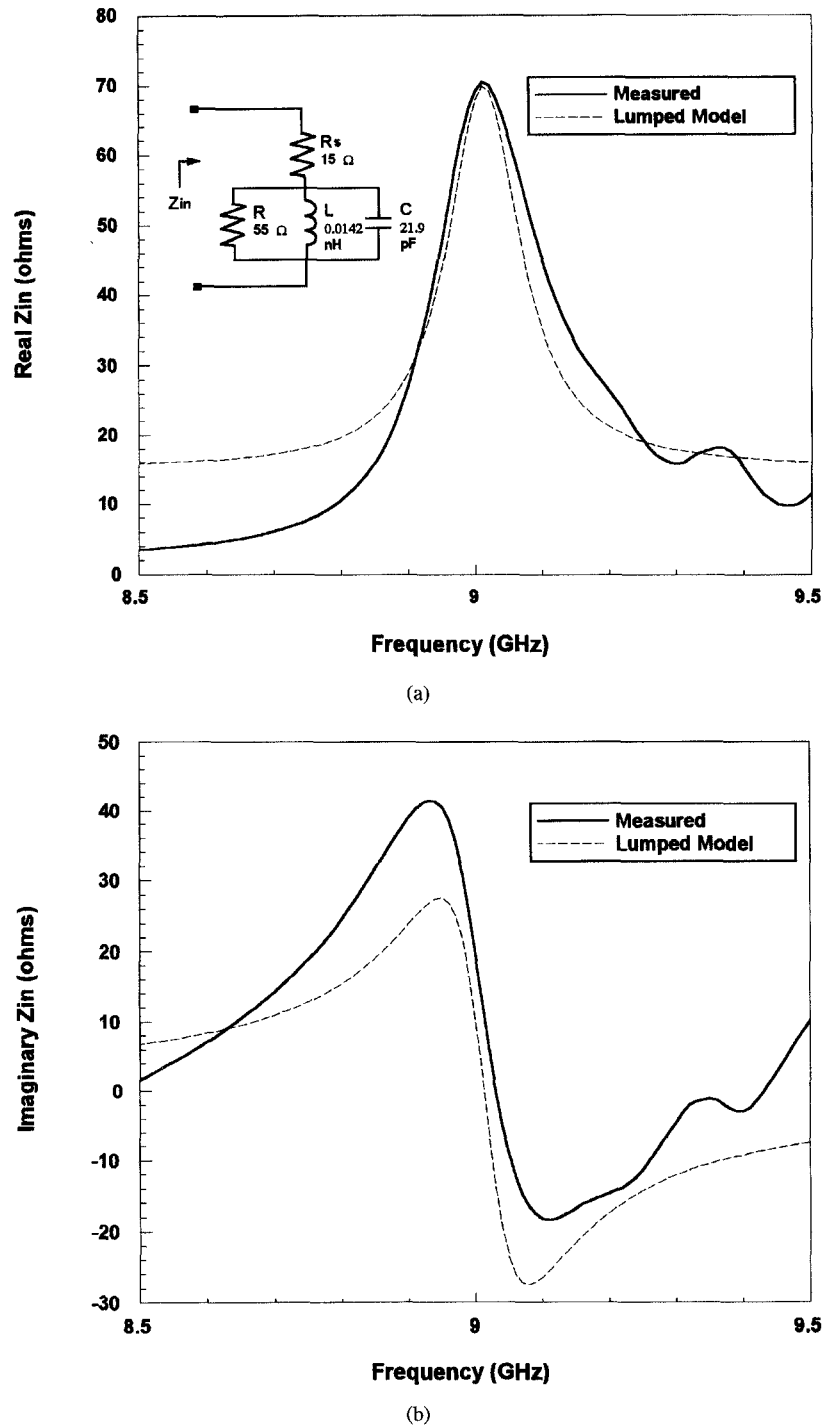 80
70
60
50
40
30
20
10
0
Real Zin (ohms)
Measured
Lumped Model
Rs
15 Ω
Zin
R
55 Ω
L
0.0142
nH
C
21.9
pF
8.5
9
9.5
Frequency (GHz)
(a)
50
40
30
20
10
0
-10
-20
-30
Imaginary Zin (ohms)
Measured
Lumped Model
8.5
9
9.5
Frequency (GHz)
(b)